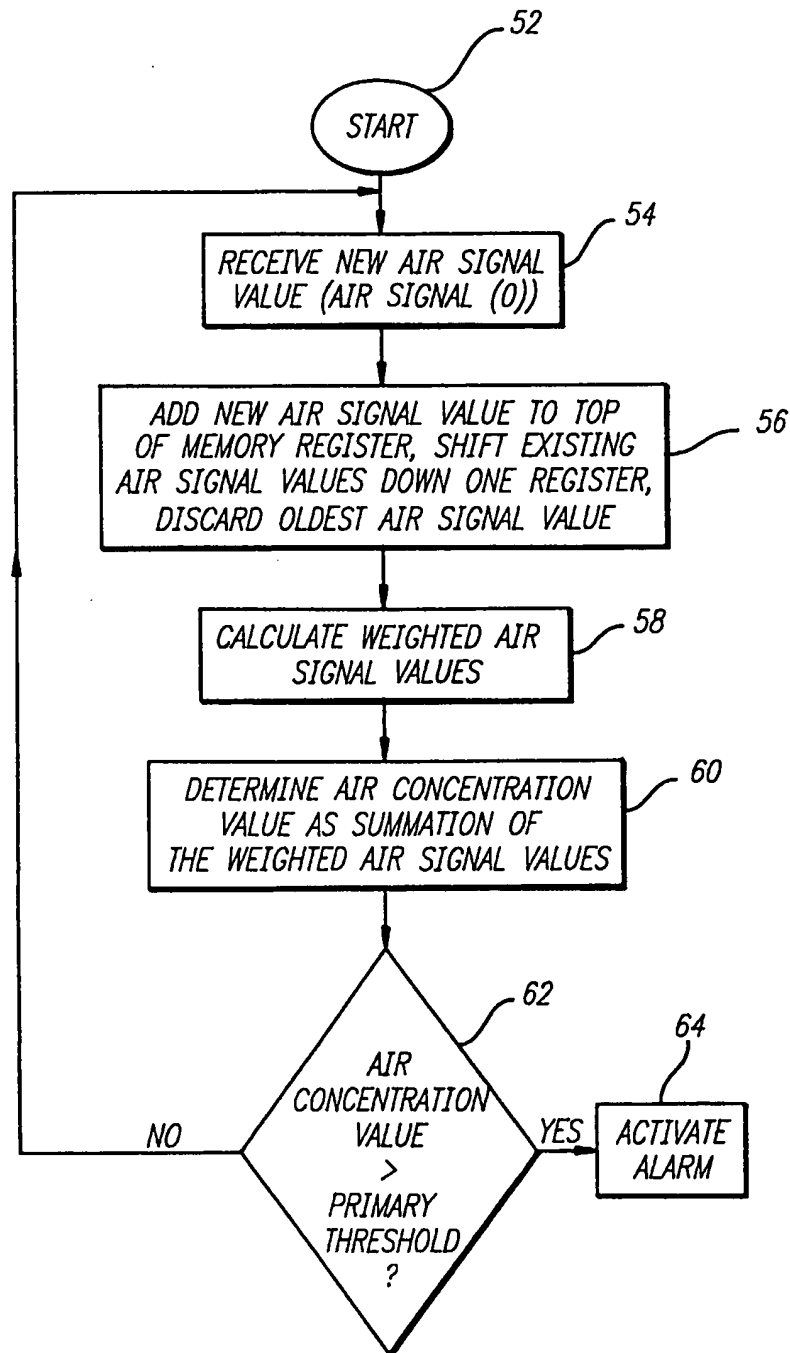 52
START
54
RECEIVE NEW AIR SIGNAL
VALUE (AIR SIGNAL (0))
56
ADD NEW AIR SIGNAL VALUE TO TOP
OF MEMORY REGISTER, SHIFT EXISTING
AIR SIGNAL VALUES DOWN ONE REGISTER,
DISCARD OLDEST AIR SIGNAL VALUE
58
CALCULATE WEIGHTED AIR
SIGNAL VALUES
60
DETERMINE AIR CONCENTRATION
VALUE AS SUMMATION OF
THE WEIGHTED AIR SIGNAL VALUES
62
AIR
CONCENTRATION
VALUE
>
PRIMARY
THRESHOLD
?
NO
YES
64
ACTIVATE
ALARM